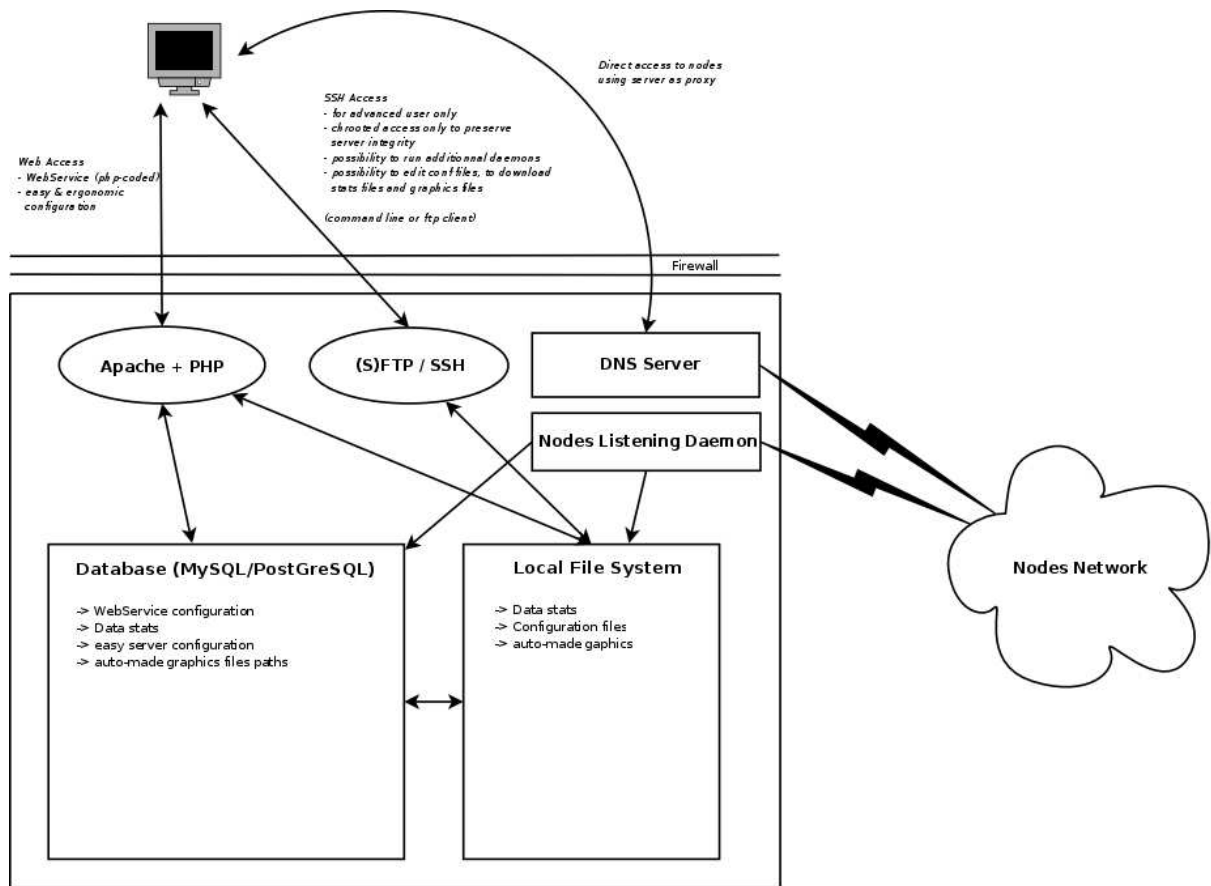 Direct access to nodes
using server as proxy
SSH Access
- for advanced user only
- chrooted access only to preserve
server integrity
- possibility to run additionnal daemons
- possibility to edit conf files, to download
stats files and graphics files
(command line or ftp client)
Web Access
- WebService (php-coded)
- easy & ergonomic
configuration
Firewall
Apache + PHP
(S)FTP / SSH
DNS Server
Nodes Listening Daemon
Nodes Network
Database (MySQL/PostGreSQL)
-> WebService configuration
-> Data stats
-> easy server configuration
-> auto-made graphics files paths
Local File System
-> Data stats
-> Configuration files
-> auto-made gaphics